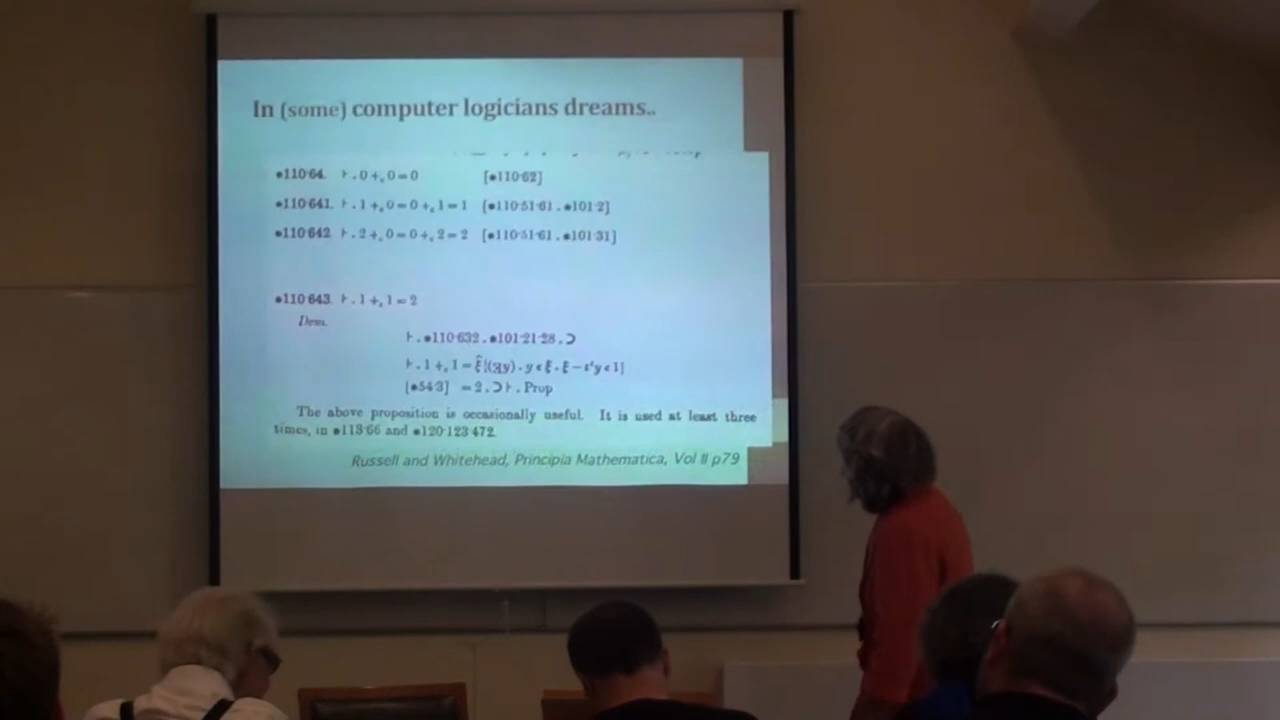 In (some) computer logicians dreams..
∗110·64. ⊦ . 0 +c 0 = 0 [∗110·62]
∗110·641. ⊦ . 1 +c 0 = 0 +c 1 = 1 [∗110·51·61 . ∗101·2]
∗110·642. ⊦ . 2 +c 0 = 0 +c 2 = 2 [∗110·51·61 . ∗101·31]
∗110·643. ⊦ . 1 +c 1 = 2
Dem.
⊦ . ∗110·632 . ∗101·21·28 . ⊃
⊦ . 1 +c 1 = ξ̂{(∃y) . y ϵ ξ . ξ − ι‘y ϵ 1}
[∗54·3] = 2 . ⊃ ⊦ . Prop
The above proposition is occasionally useful. It is used at least three
times, in ∗113·66 and ∗120·123·472.
Russell and Whitehead, Principia Mathematica, Vol II p79